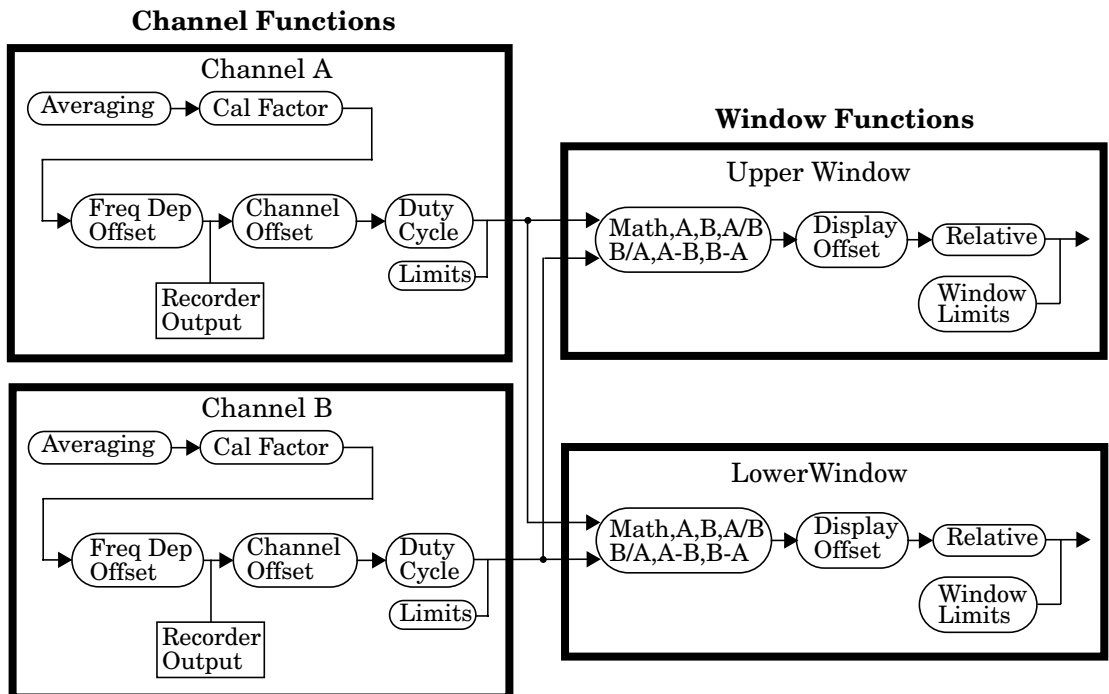 Channel Functions
Channel A
Averaging
Cal Factor
Freq Dep
Offset
Channel
Offset
Duty
Cycle
Limits
Recorder
Output
Channel B
Averaging
Cal Factor
Freq Dep
Offset
Channel
Offset
Duty
Cycle
Limits
Recorder
Output
Window Functions
Upper Window
Math,A,B,A/B
B/A,A-B,B-A
Display
Offset
Relative
Window
Limits
LowerWindow
Math,A,B,A/B
B/A,A-B,B-A
Display
Offset
Relative
Window
Limits